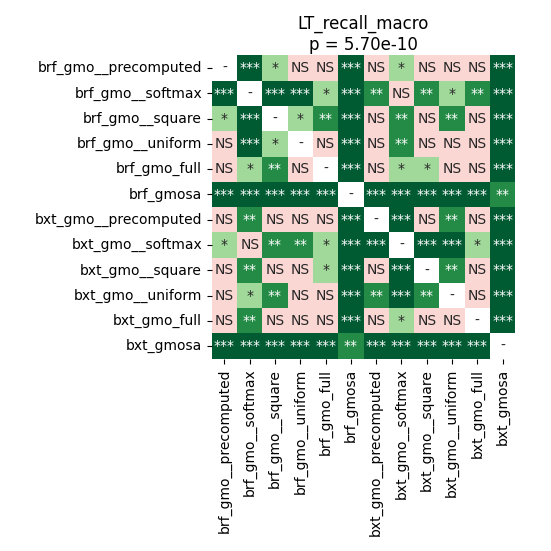 LT_recall_macro
p = 5.70e-10
brf_gmo__precomputed - *** * NS NS *** NS * NS NS NS ***
brf_gmo__softmax *** - *** *** * *** ** NS ** * ** ***
brf_gmo__square * *** - * ** *** NS ** NS ** NS ***
brf_gmo__uniform NS *** * - NS *** NS ** NS NS NS ***
brf_gmo_full NS * ** NS - *** NS * * NS NS ***
brf_gmosa *** *** *** *** *** - *** *** *** *** *** **
bxt_gmo__precomputed NS ** NS NS NS *** - *** NS ** NS ***
bxt_gmo__softmax * NS ** ** * *** *** - *** *** * ***
bxt_gmo__square NS ** NS NS * *** NS *** - ** NS ***
bxt_gmo__uniform NS * ** NS NS *** ** *** ** - NS ***
bxt_gmo_full NS ** NS NS NS *** NS * NS NS - ***
bxt_gmosa *** *** *** *** *** ** *** *** *** *** *** -
brf_gmo__precomputed
brf_gmo__softmax
brf_gmo__square
brf_gmo__uniform
brf_gmo_full
brf_gmosa
bxt_gmo__precomputed
bxt_gmo__softmax
bxt_gmo__square
bxt_gmo__uniform
bxt_gmo_full
bxt_gmosa